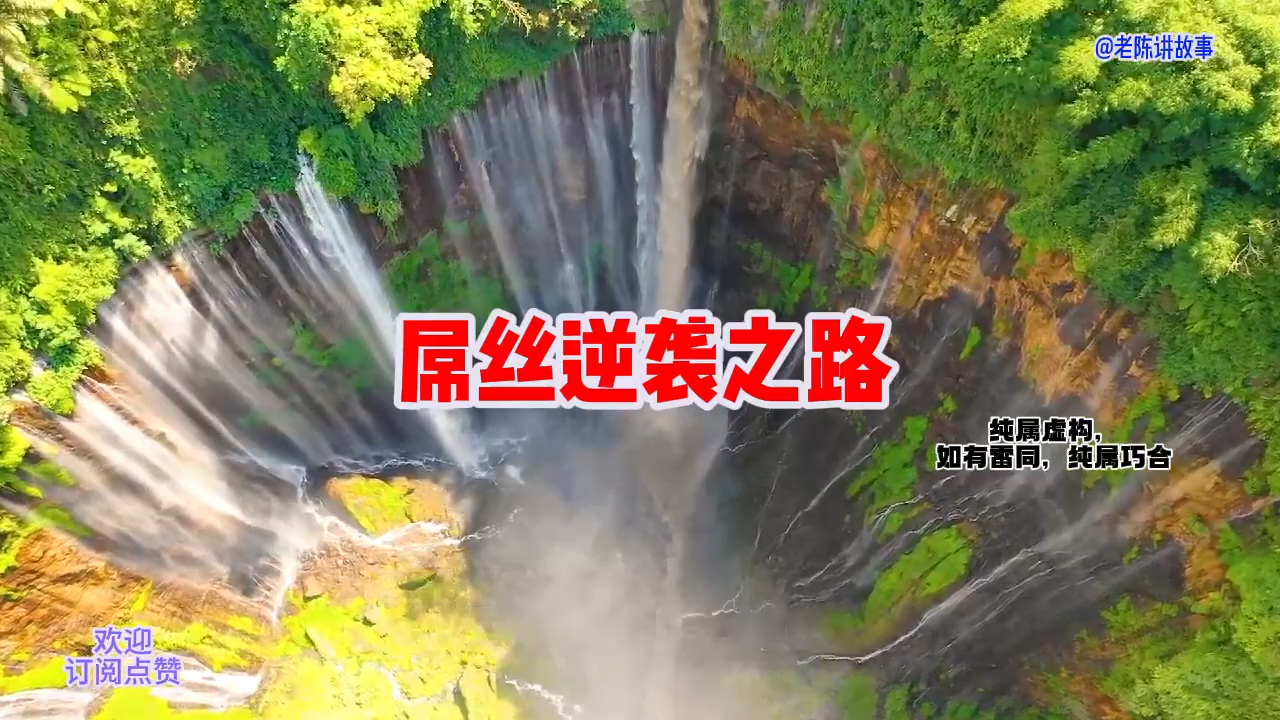 @老陈讲故事
屌丝逆袭之路
纯属虚构,
如有雷同，纯属巧合
欢迎
订阅点赞